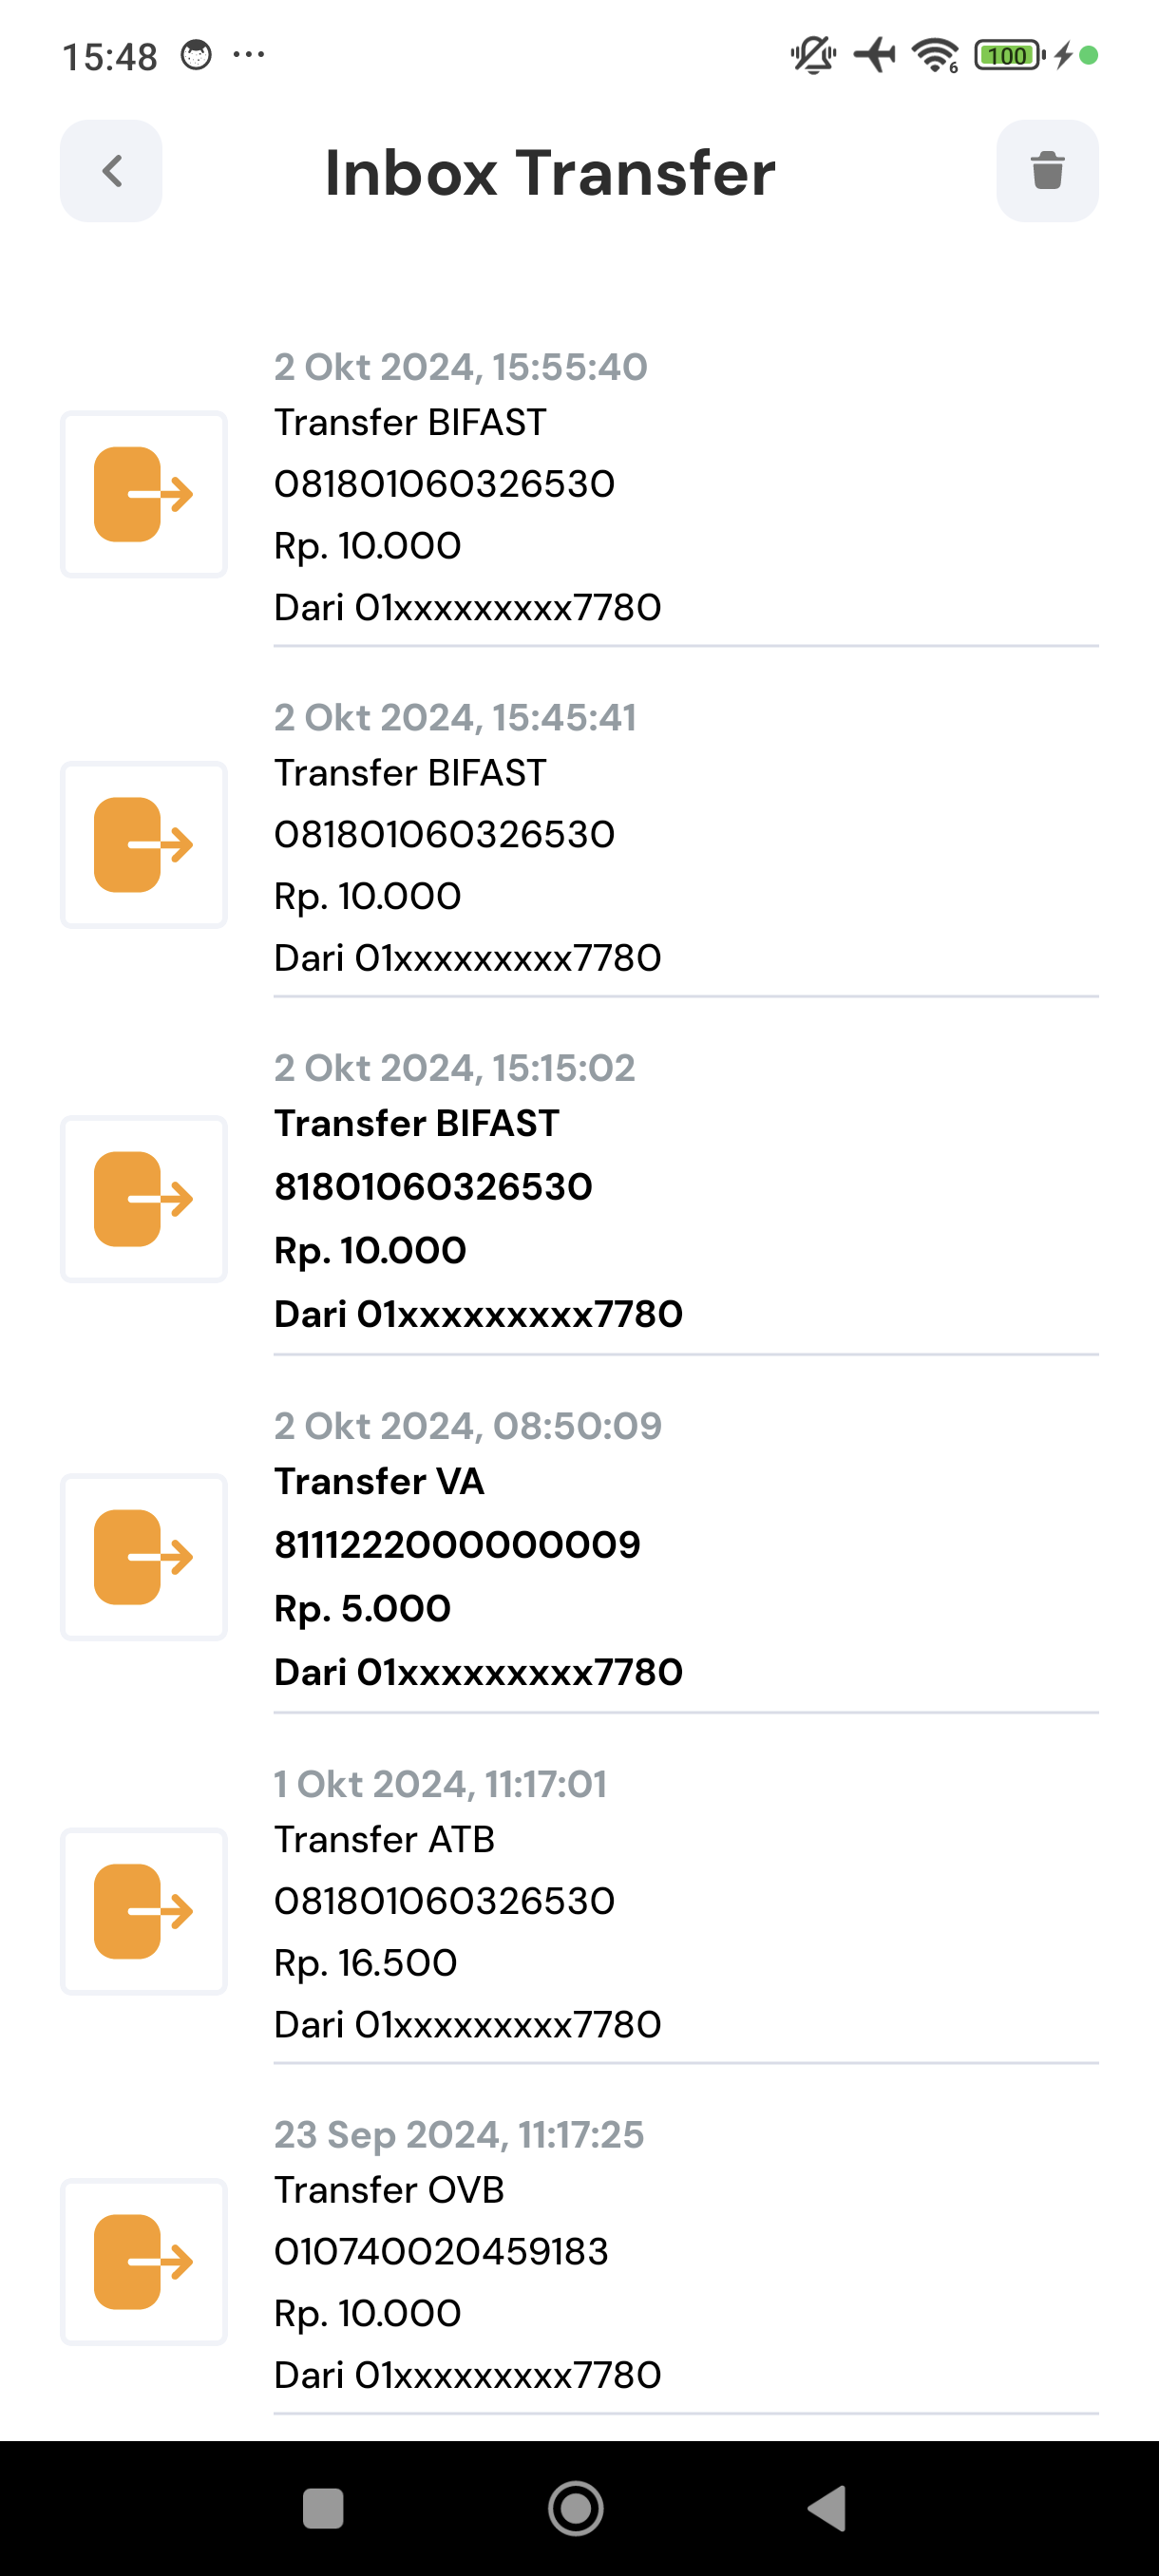 15:48
6
100
Inbox Transfer
2 Okt 2024, 15:55:40
Transfer BIFAST
081801060326530
Rp. 10.000
Dari 01xxxxxxxxx7780
2 Okt 2024, 15:45:41
Transfer BIFAST
081801060326530
Rp. 10.000
Dari 01xxxxxxxxx7780
2 Okt 2024, 15:15:02
Transfer BIFAST
81801060326530
Rp. 10.000
Dari 01xxxxxxxxx7780
2 Okt 2024, 08:50:09
Transfer VA
8111222000000009
Rp. 5.000
Dari 01xxxxxxxxx7780
1 Okt 2024, 11:17:01
Transfer ATB
081801060326530
Rp. 16.500
Dari 01xxxxxxxxx7780
23 Sep 2024, 11:17:25
Transfer OVB
010740020459183
Rp. 10.000
Dari 01xxxxxxxxx7780